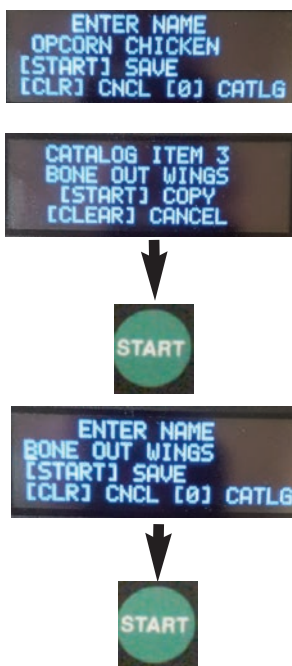 ENTER NAME
OPCORN CHICKEN
[START] SAVE
[CLR] CNCL [0] CATLG
CATALOG ITEM 3
BONE OUT WINGS
[START] COPY
[CLEAR] CANCEL
START
ENTER NAME
BONE OUT WINGS
[START] SAVE
[CLR] CNCL [0] CATLG
START